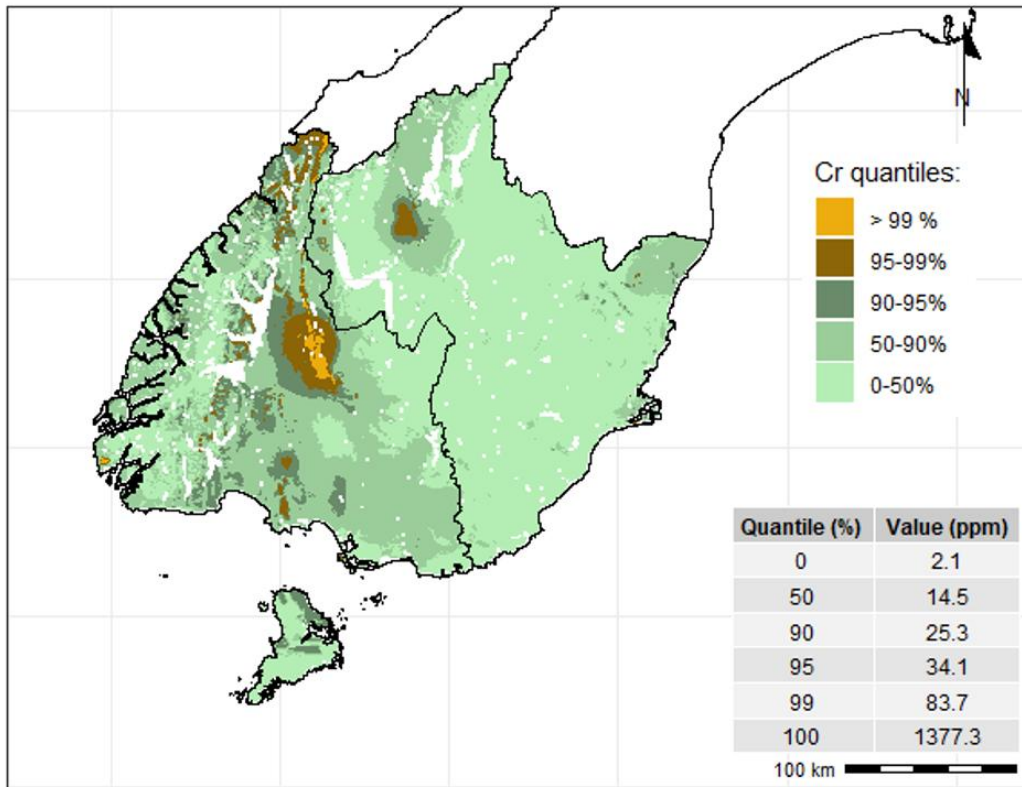 N
Cr quantiles:
> 99 %
95-99%
90-95%
50-90%
0-50%
Quantile (%) Value (ppm)
0 2.1
50 14.5
90 25.3
95 34.1
99 83.7
100 1377.3
100 km